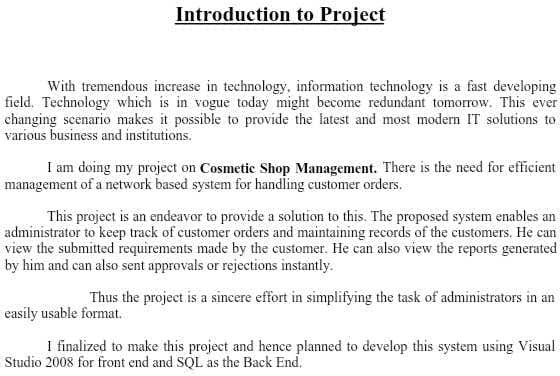 Introduction to Project
With tremendous increase in technology, information technology is a fast developing
field. Technology which is in vogue today might become redundant tomorrow. This ever
changing scenario makes it possible to provide the latest and most modern IT solutions to
various business and institutions.
I am doing my project on Cosmetic Shop Management. There is the need for efficient
management of a network based system for handling customer orders.
This project is an endeavor to provide a solution to this. The proposed system enables an
administrator to keep track of customer orders and maintaining records of the customers. He can
view the submitted requirements made by the customer. He can also view the reports generated
by him and can also sent approvals or rejections instantly.
Thus the project is a sincere effort in simplifying the task of administrators in an
easily usable format.
I finalized to make this project and hence planned to develop this system using Visual
Studio 2008 for front end and SQL as the Back End.